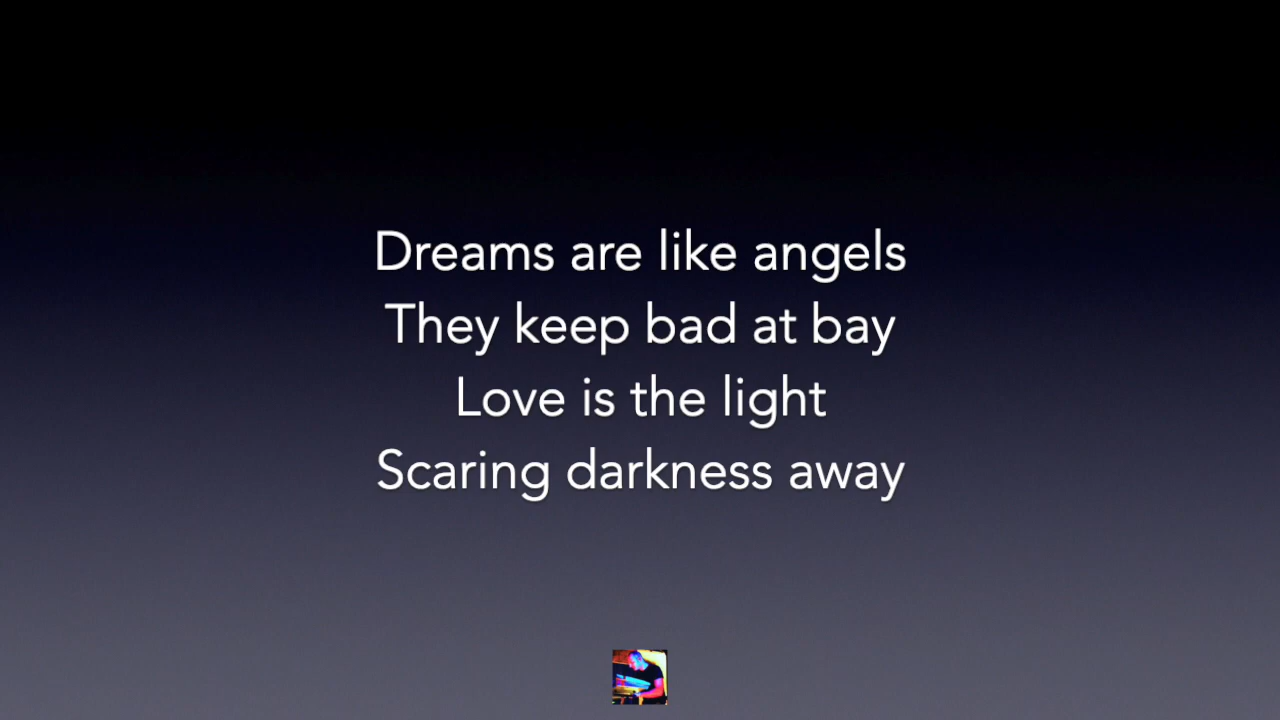 Dreams are like angels
They keep bad at bay
Love is the light
Scaring darkness away